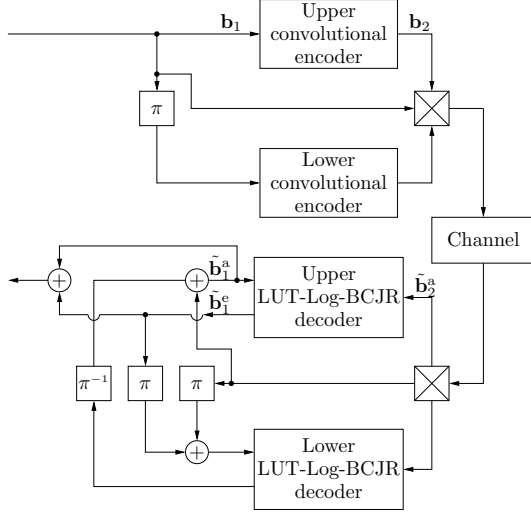 b₁
Upper
convolutional
encoder
b₂
π
Lower
convolutional
encoder
Channel
b̃₁ᵃ
Upper
LUT-Log-BCJR
decoder
b̃₂ᵃ
b̃₁ᵉ
π⁻¹
π
π
Lower
LUT-Log-BCJR
decoder